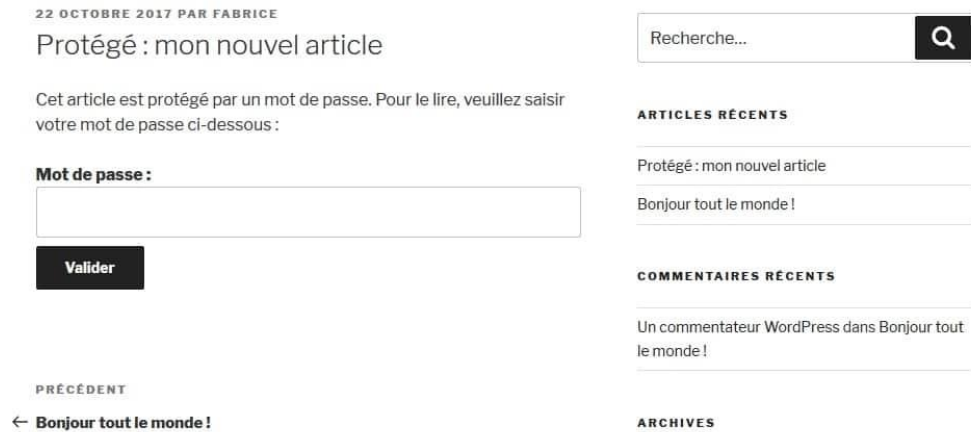 22 OCTOBRE 2017 PAR FABRICE
Protégé : mon nouvel article
Cet article est protégé par un mot de passe. Pour le lire, veuillez saisir
votre mot de passe ci-dessous :
Mot de passe :
Valider
PRÉCÉDENT
← Bonjour tout le monde !
Recherche...
ARTICLES RÉCENTS
Protégé : mon nouvel article
Bonjour tout le monde !
COMMENTAIRES RÉCENTS
Un commentateur WordPress dans Bonjour tout
le monde !
ARCHIVES